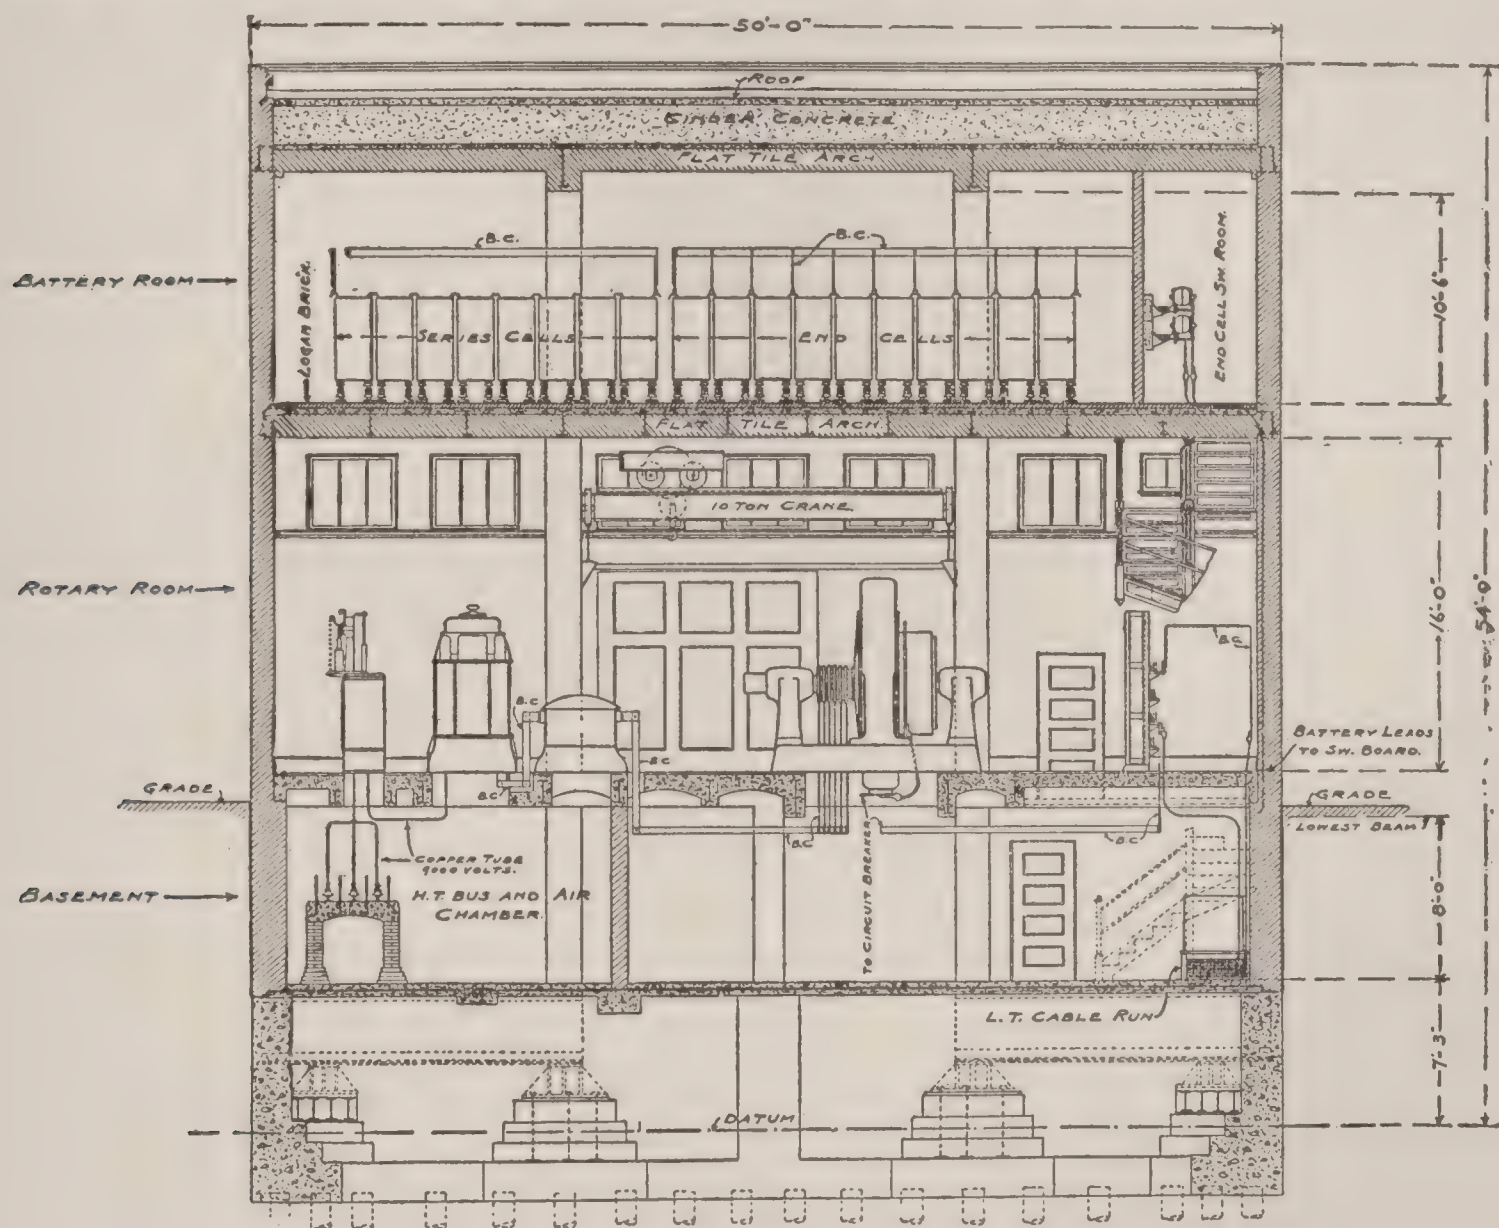 50'-0"
ROOF
CINDER CONCRETE
FLAT TILE ARCH
B.C.
B.C.
BATTERY ROOM
LOGAN BRICK.
SERIES CELLS
END CELLS
END CELL SW. ROOM.
10'-6"
FLAT TILE ARCH
10 TON CRANE
ROTARY ROOM
16'-0"
54'-0"
B.C.
B.C.
B.C.
B.C.
BATTERY LEADS
TO SW. BOARD.
GRADE
GRADE
LOWEST BEAM
B.C.
B.C.
COPPER TUBE
9000 VOLTS.
TO CIRCUIT BREAKER
BASEMENT
H.T. BUS AND AIR
CHAMBER.
8'-0"
L.T. CABLE RUN
7'-3"
DATUM